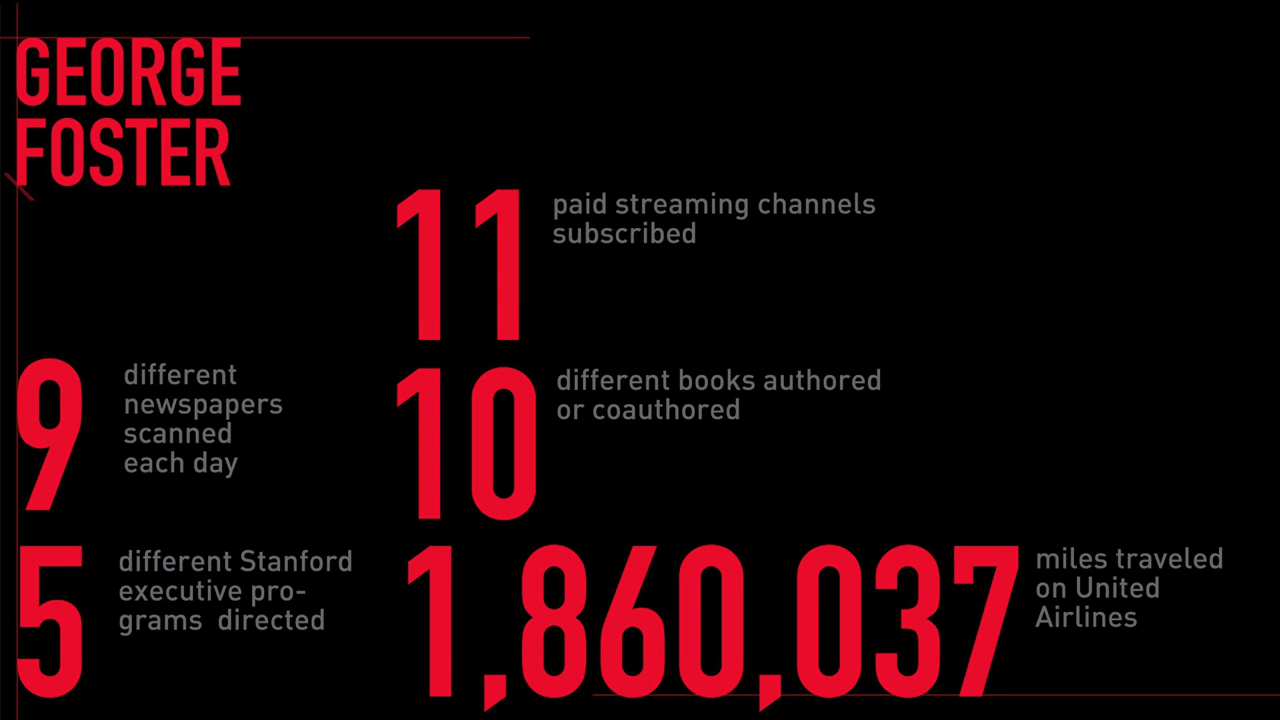 GEORGE
FOSTER
11
paid streaming channels
subscribed
9
different
newspapers
scanned
each day
10
different books authored
or coauthored
5
different Stanford
executive pro-
grams  directed
1,860,037
miles traveled
on United
Airlines